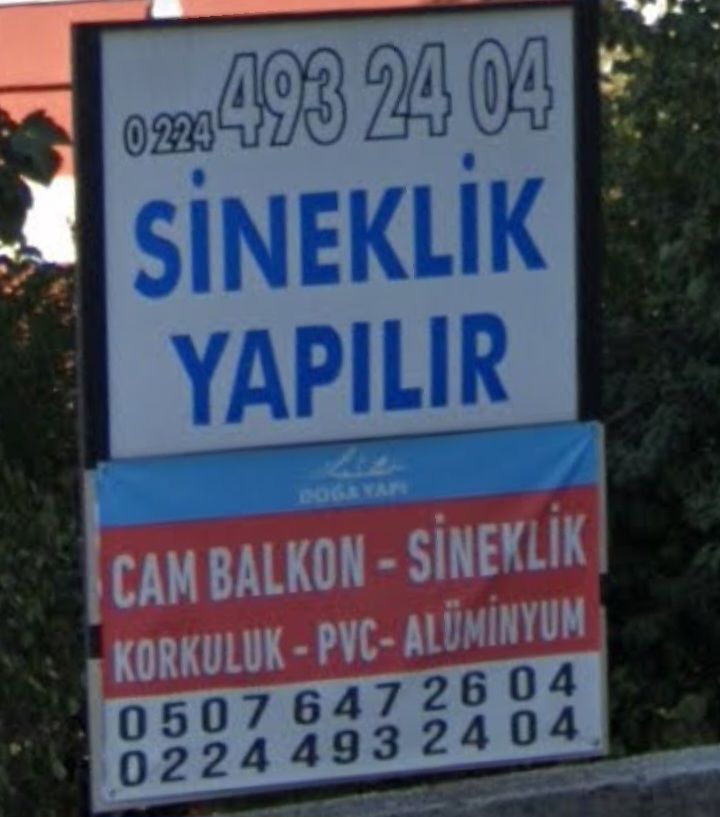 0 224 493 24 04
SİNEKLİK
YAPILIR
DOĞA YAPI
CAM BALKON - SİNEKLİK
KORKULUK - PVC- ALÜMİNYUM
0507 647 26 04
0224 493 24 04